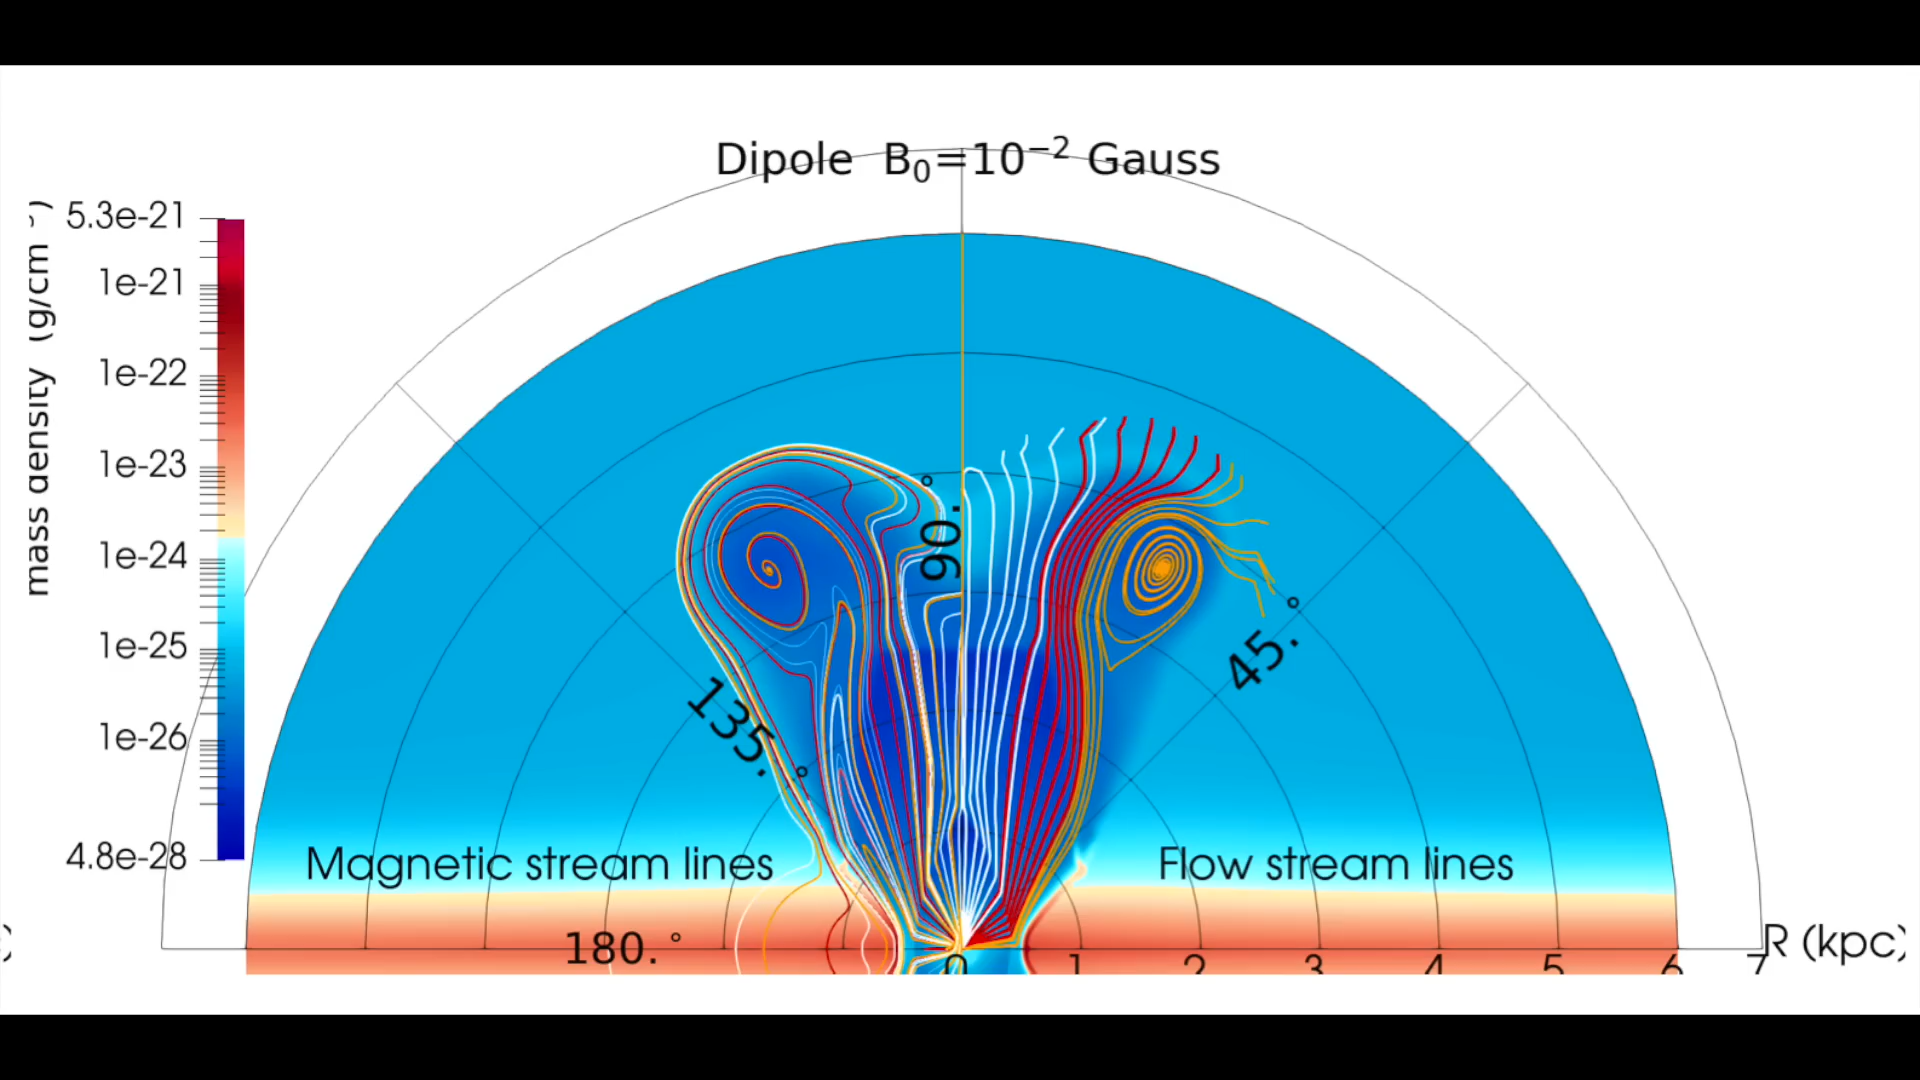 Dipole B₀=10⁻² Gauss
mass density (g/cm
5.3e-21
1e-21
1e-22
1e-23
1e-24
1e-25
1e-26
4.8e-28
90.°
135.°
45.°
Magnetic stream lines
Flow stream lines
180.°
0 1 2 3 4 5 6 7
R (kpc)